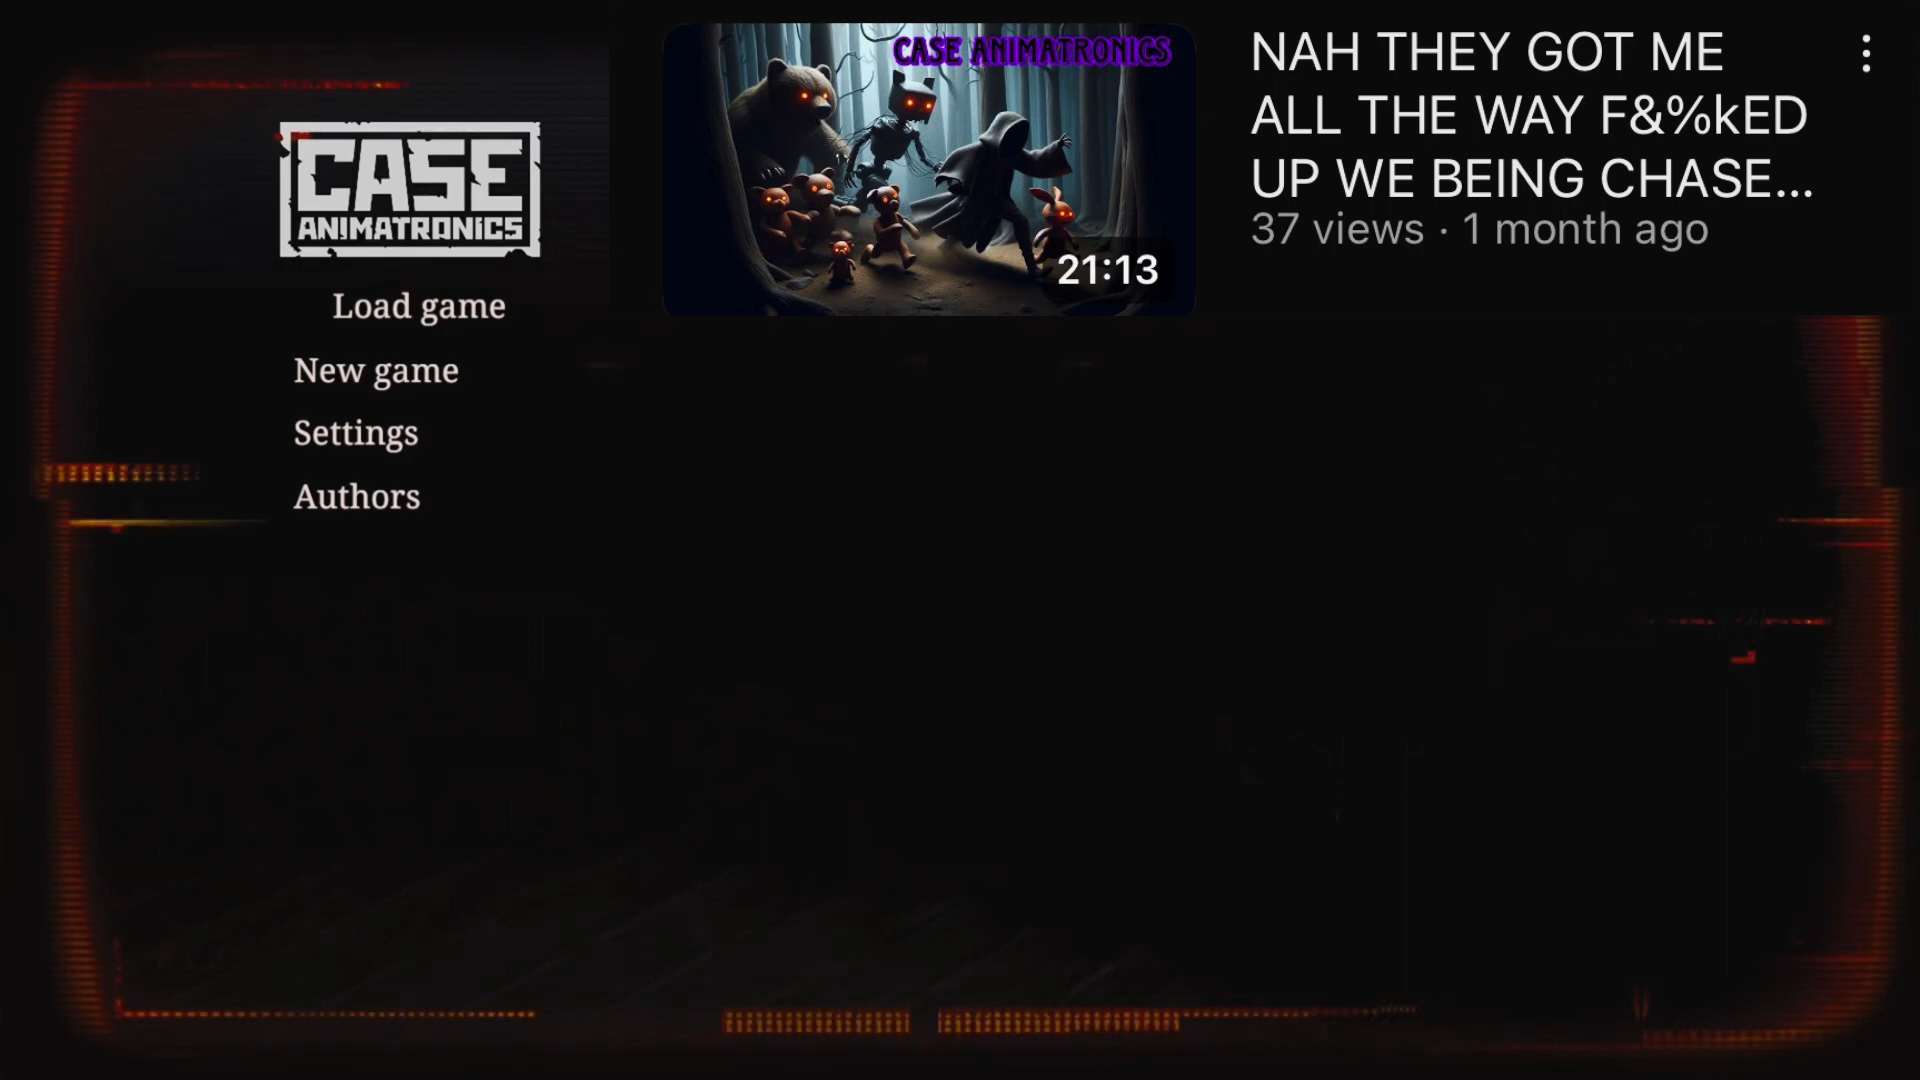 CASE
ANIMATRONICS
Load game
New game
Settings
Authors
CASE ANIMATRONICS
21:13
NAH THEY GOT ME
ALL THE WAY F&%kED
UP WE BEING CHASE...
37 views · 1 month ago